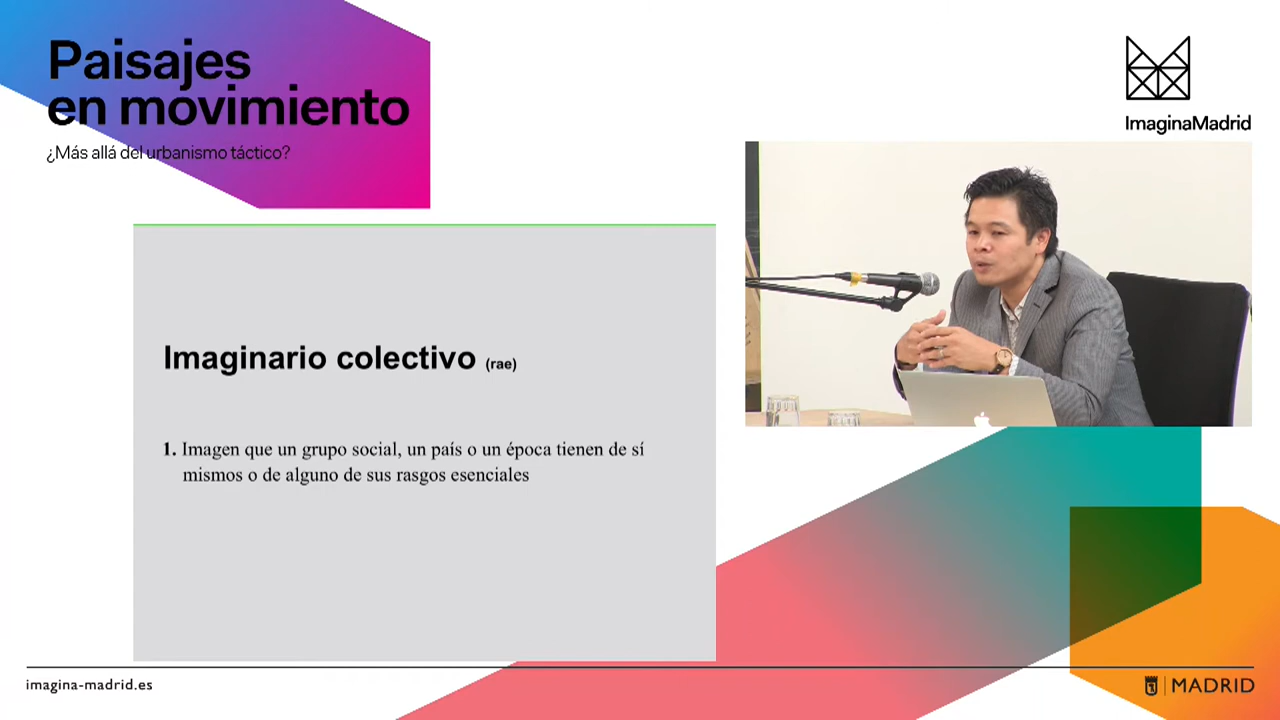 Paisajes
en movimiento
¿Más allá del urbanismo táctico?
ImaginaMadrid
Imaginario colectivo (rae)
1. Imagen que un grupo social, un país o un época tienen de sí
mismos o de alguno de sus rasgos esenciales
imagina-madrid.es
MADRID